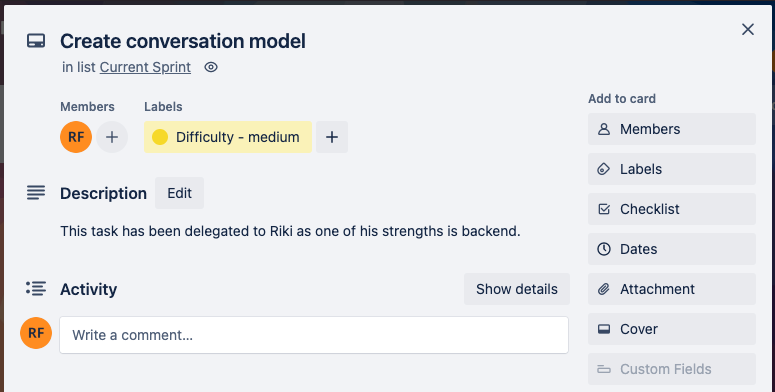 Create conversation model
in list Current Sprint
Members
Labels
RF
Difficulty - medium
Description
Edit
This task has been delegated to Riki as one of his strengths is backend.
Activity
Show details
RF
Write a comment...
Add to card
Members
Labels
Checklist
Dates
Attachment
Cover
Custom Fields